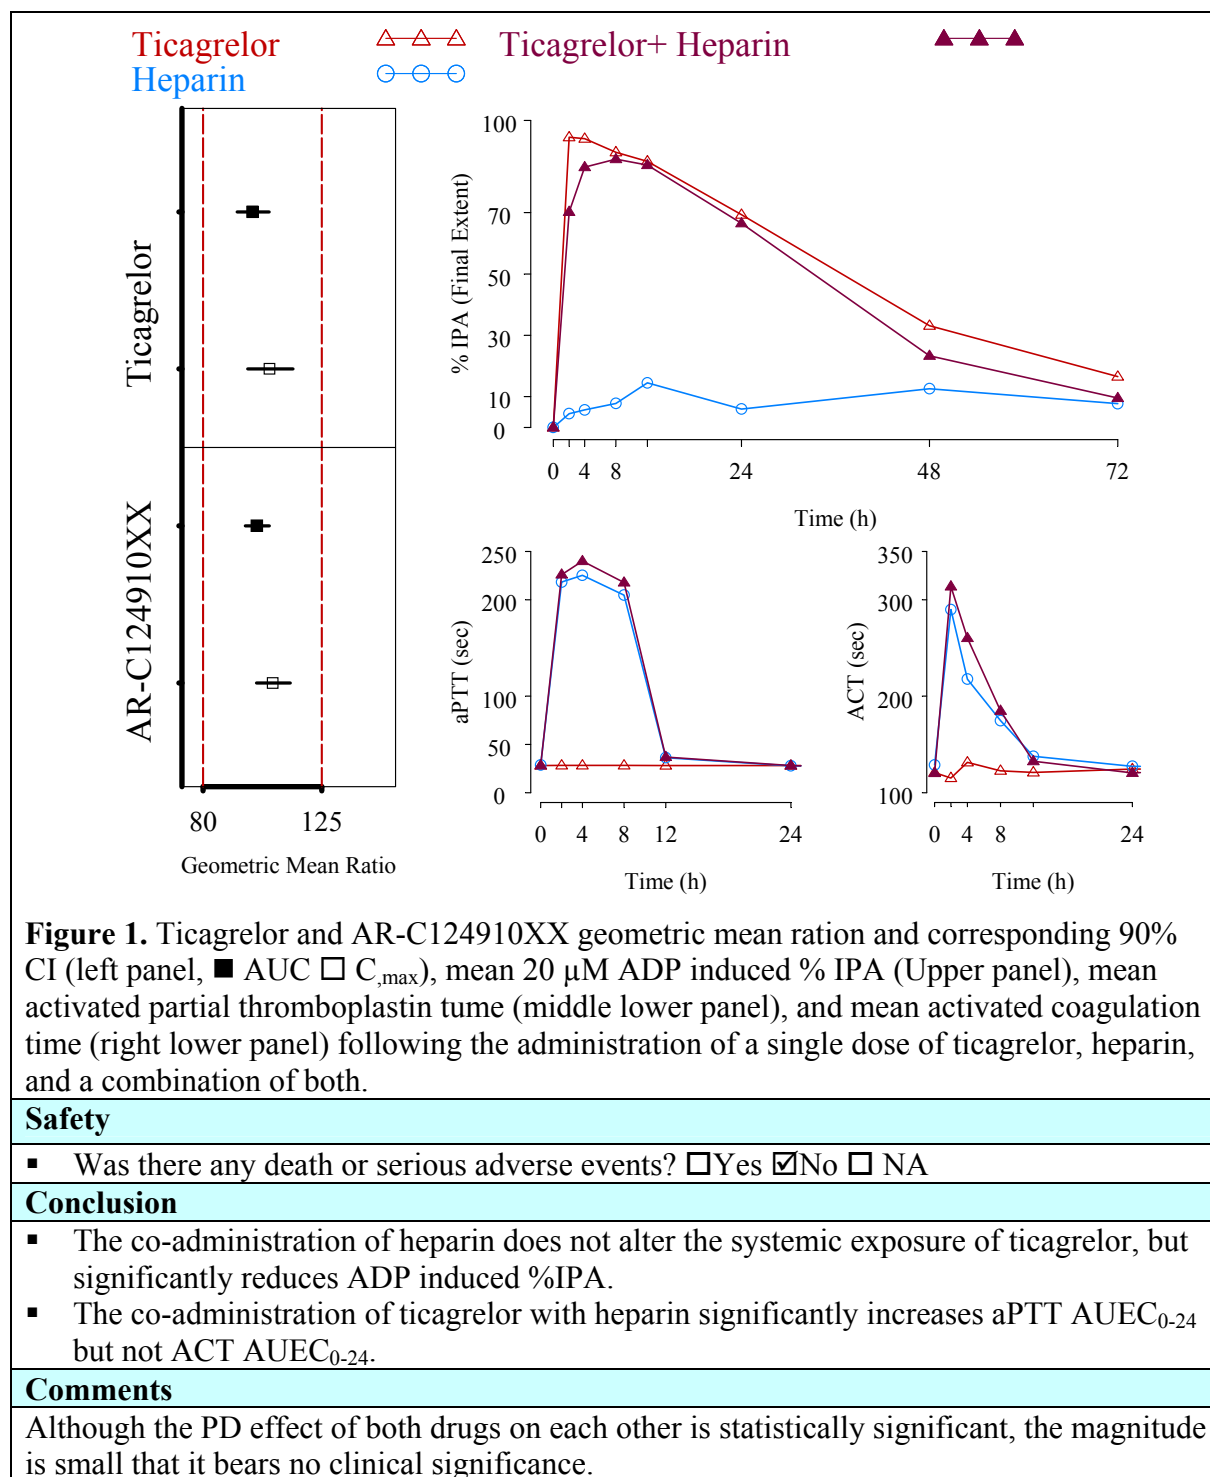 Ticagrelor
Ticagrelor+ Heparin
Heparin
Ticagrelor
AR-C124910XX
80
125
Geometric Mean Ratio
100
70
50
30
10
0
% IPA (Final Extent)
0
4
8
24
48
72
Time (h)
250
200
100
50
0
aPTT (sec)
0
4
8
12
24
Time (h)
350
300
200
100
ACT (sec)
0
4
8
24
Time (h)
Figure 1. Ticagrelor and AR-C124910XX geometric mean ration and corresponding 90%
CI (left panel, ■ AUC □ C,max), mean 20 µM ADP induced % IPA (Upper panel), mean
activated partial thromboplastin tume (middle lower panel), and mean activated coagulation
time (right lower panel) following the administration of a single dose of ticagrelor, heparin,
and a combination of both.
Safety
▪ Was there any death or serious adverse events? ☐Yes ☑No ☐ NA
Conclusion
▪ The co-administration of heparin does not alter the systemic exposure of ticagrelor, but
significantly reduces ADP induced %IPA.
▪ The co-administration of ticagrelor with heparin significantly increases aPTT AUEC0-24
but not ACT AUEC0-24.
Comments
Although the PD effect of both drugs on each other is statistically significant, the magnitude
is small that it bears no clinical significance.